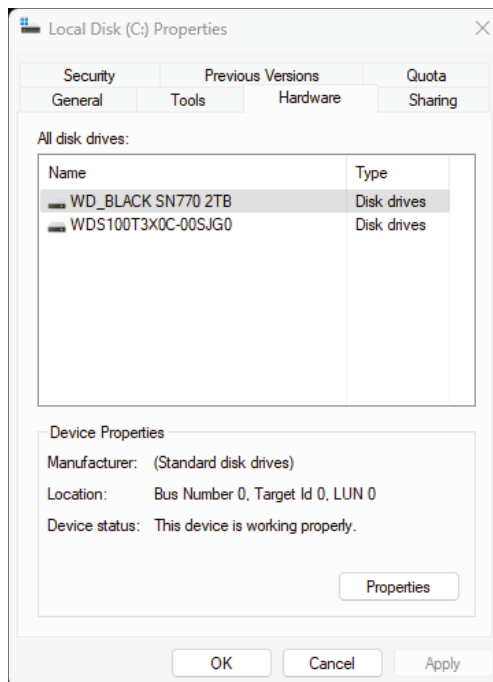 Local Disk (C:) Properties
Security Previous Versions Quota
General Tools Hardware Sharing
All disk drives:
Name Type
WD_BLACK SN770 2TB Disk drives
WDS100T3X0C-00SJG0 Disk drives
Device Properties
Manufacturer: (Standard disk drives)
Location: Bus Number 0, Target Id 0, LUN 0
Device status: This device is working properly.
Properties
OK Cancel Apply